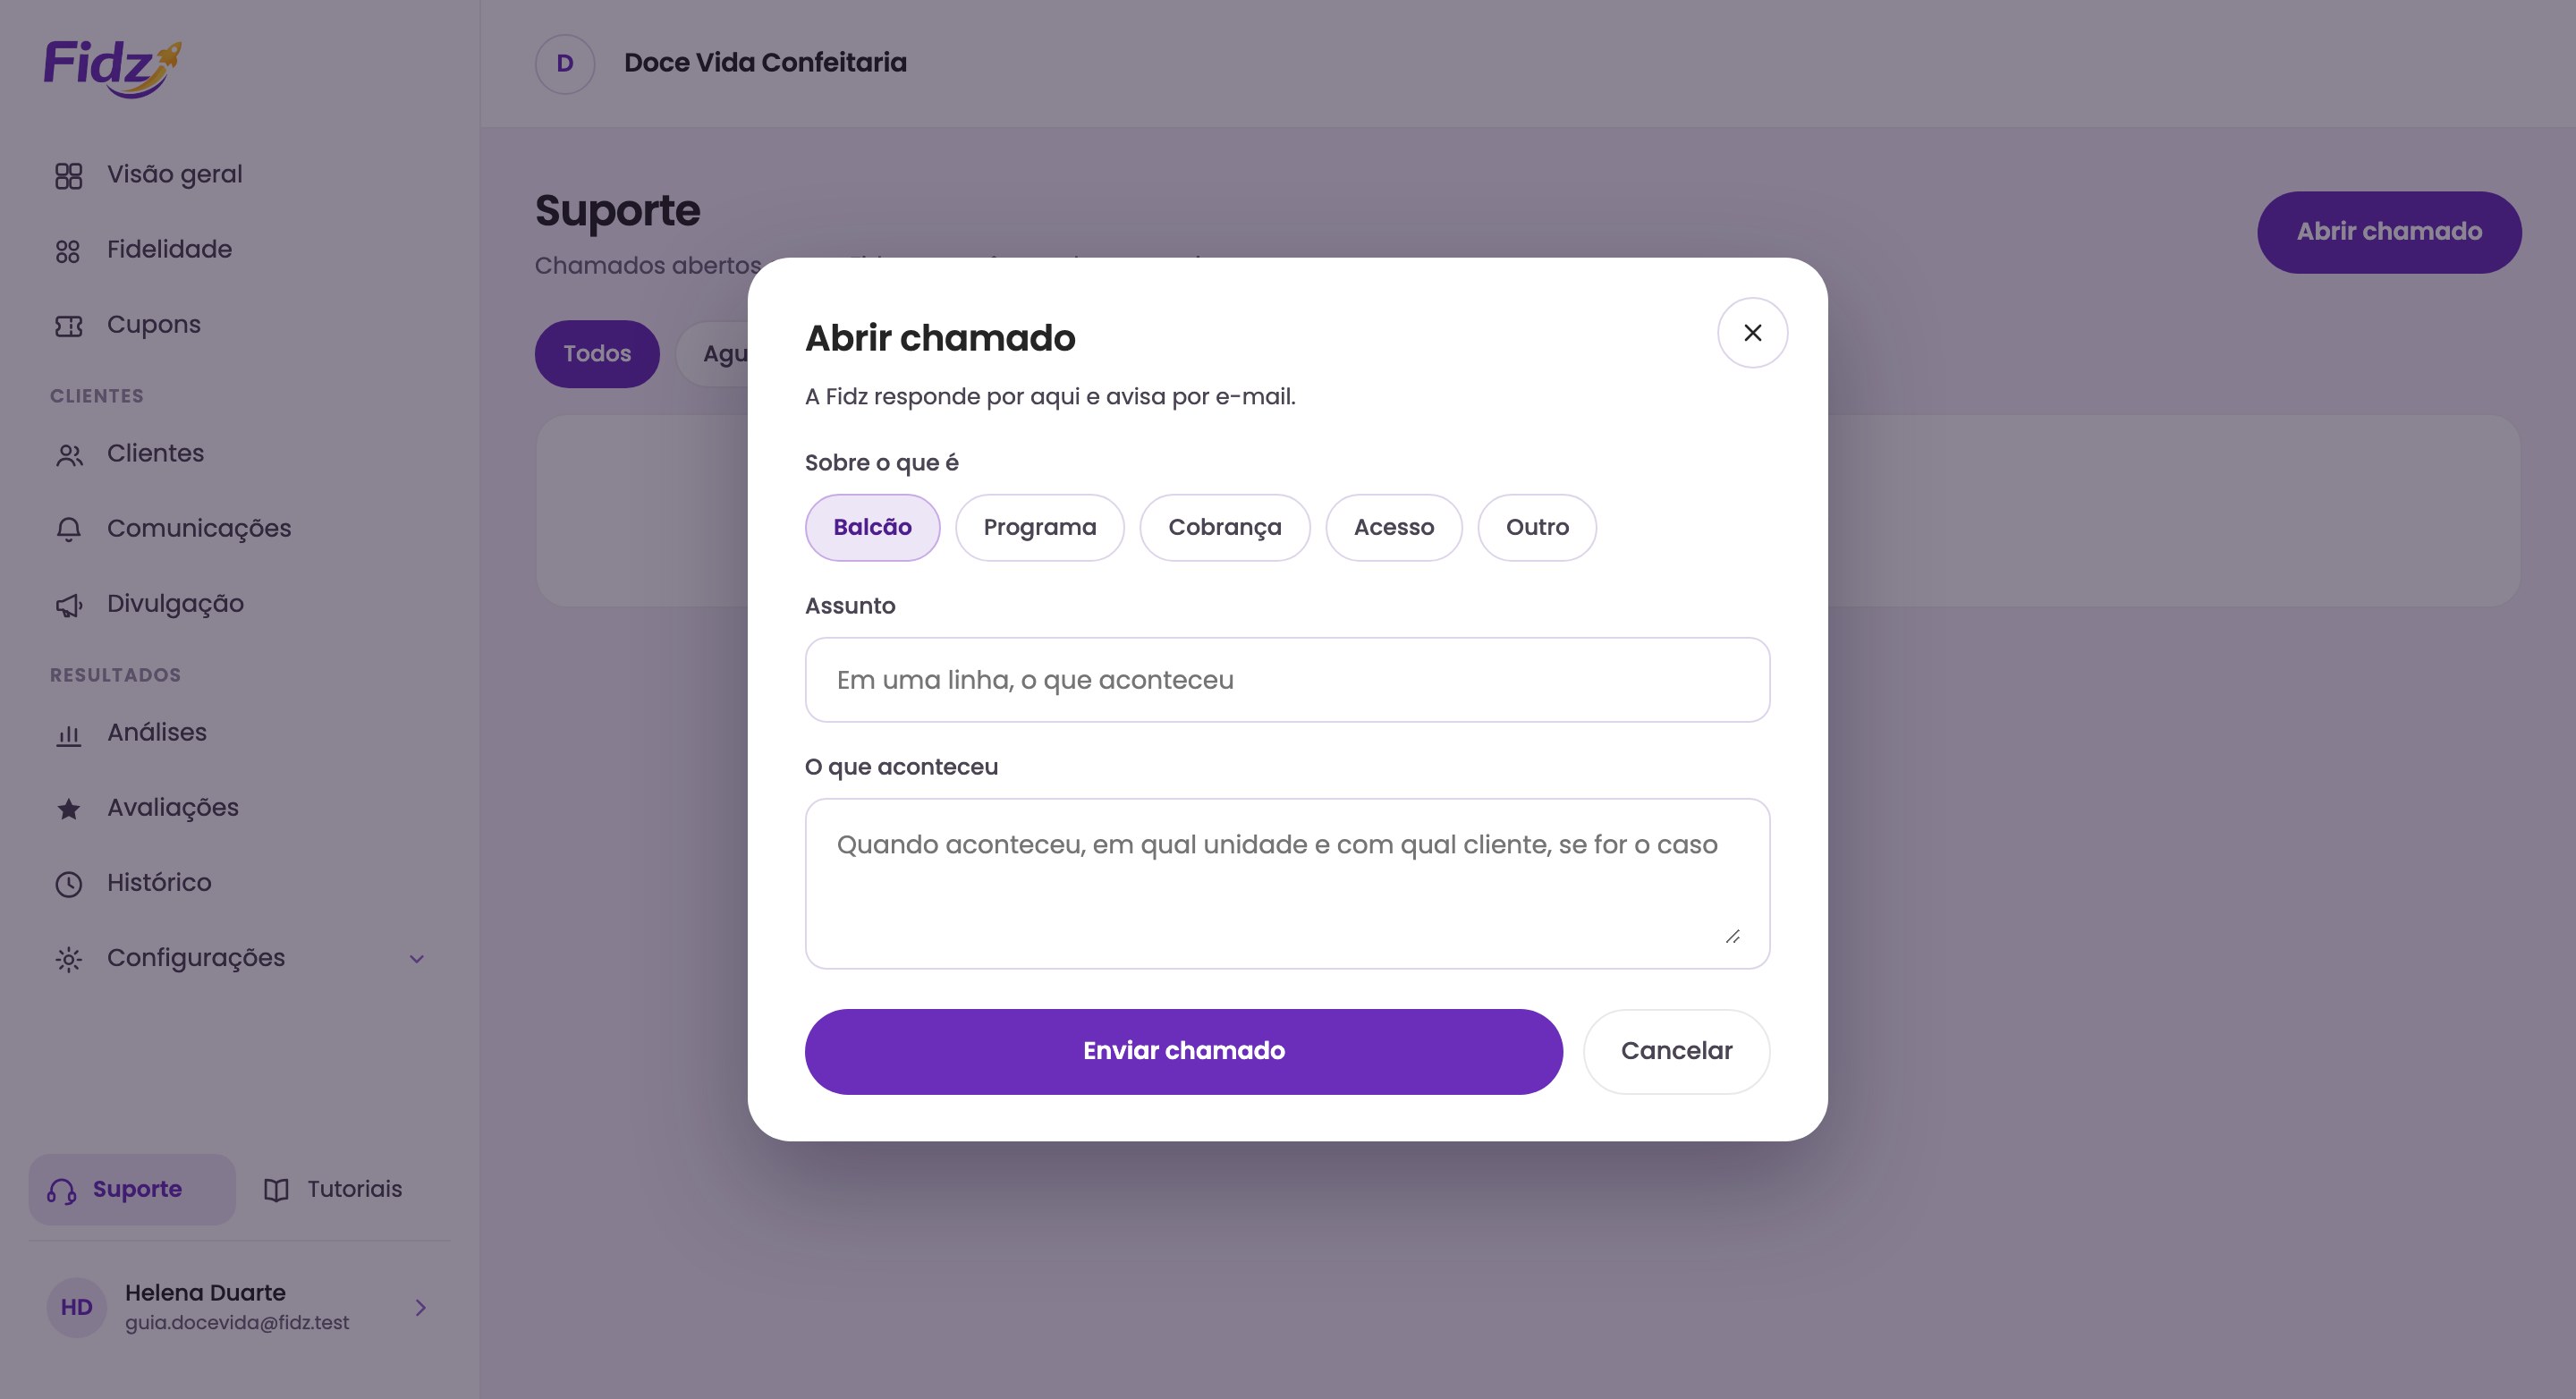 Fidz
D
Doce Vida Confeitaria
Visão geral
Fidelidade
Cupons
CLIENTES
Clientes
Comunicações
Divulgação
RESULTADOS
Análises
Avaliações
Histórico
Configurações
Suporte
Tutoriais
HD
Helena Duarte
guia.docevida@fidz.test
Suporte
Abrir chamado
Chamados abertos
Todos
Agu
Abrir chamado
A Fidz responde por aqui e avisa por e-mail.
Sobre o que é
Balcão
Programa
Cobrança
Acesso
Outro
Assunto
Em uma linha, o que aconteceu
O que aconteceu
Quando aconteceu, em qual unidade e com qual cliente, se for o caso
Enviar chamado
Cancelar